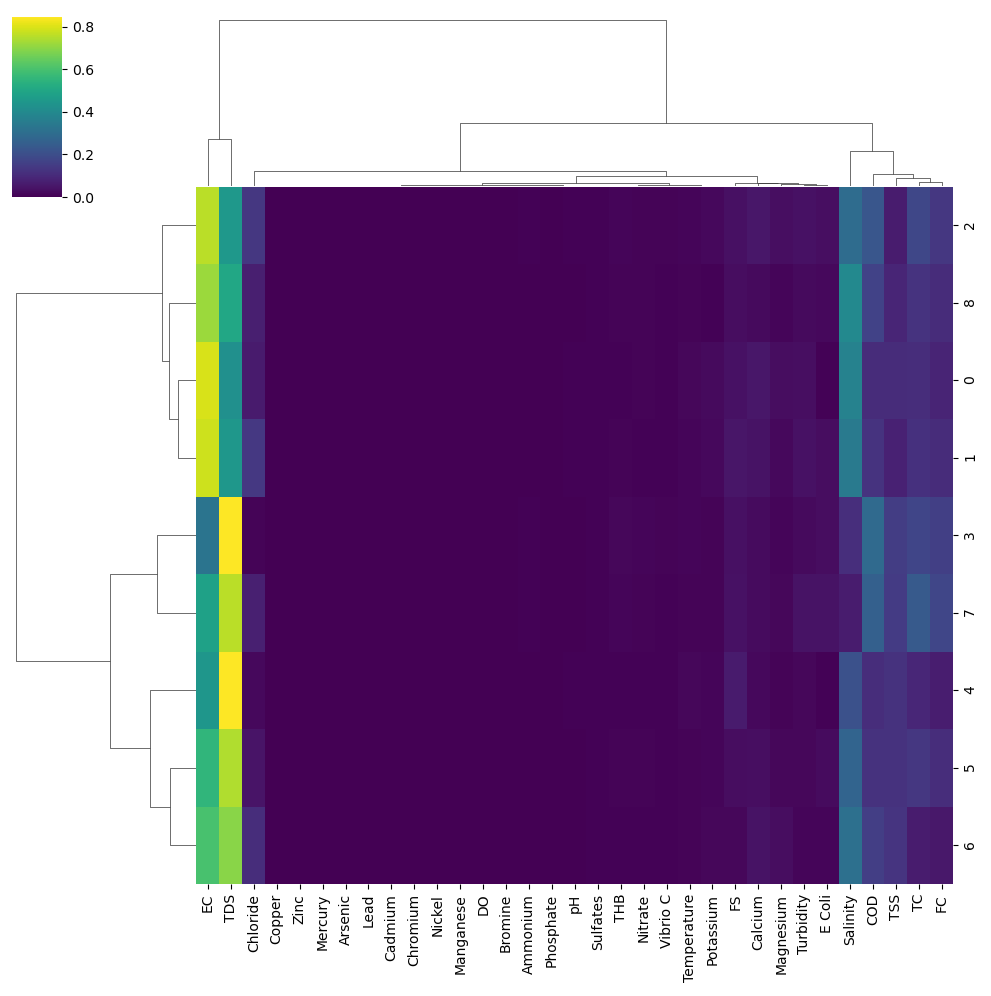 0.8
0.6
0.4
0.2
0.0
2
8
0
1
3
7
4
5
6
EC
TDS
Chloride
Copper
Zinc
Mercury
Arsenic
Lead
Cadmium
Chromium
Nickel
Manganese
DO
Bromine
Ammonium
Phosphate
pH
Sulfates
THB
Nitrate
Vibrio C
Temperature
Potassium
FS
Calcium
Magnesium
Turbidity
E Coli
Salinity
COD
TSS
TC
FC